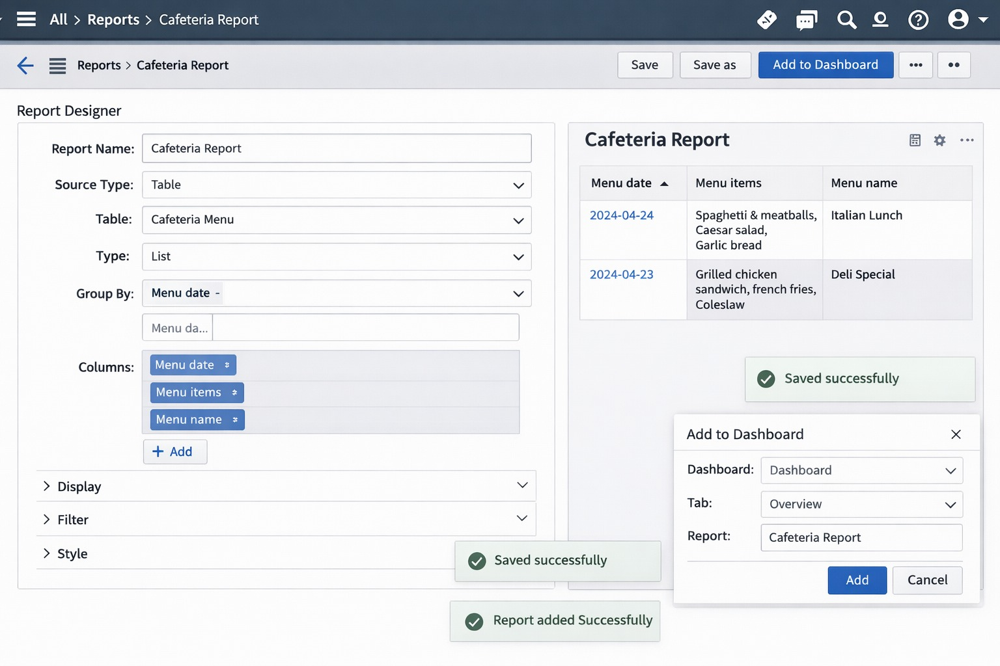 All > Reports > Cafeteria Report
Reports > Cafeteria Report
Save
Save as
Add to Dashboard
Report Designer
Report Name:
Cafeteria Report
Source Type:
Table
Table:
Cafeteria Menu
Type:
List
Group By:
Menu date -
Menu da...
Columns:
Menu date
Menu items
Menu name
+ Add
> Display
> Filter
> Style
Cafeteria Report
Menu date
Menu items
Menu name
2024-04-24
Spaghetti & meatballs,
Caesar salad,
Garlic bread
Italian Lunch
2024-04-23
Grilled chicken
sandwich, french fries,
Coleslaw
Deli Special
Saved successfully
Add to Dashboard
Dashboard:
Dashboard
Tab:
Overview
Report:
Cafeteria Report
Add
Cancel
Saved successfully
Report added Successfully